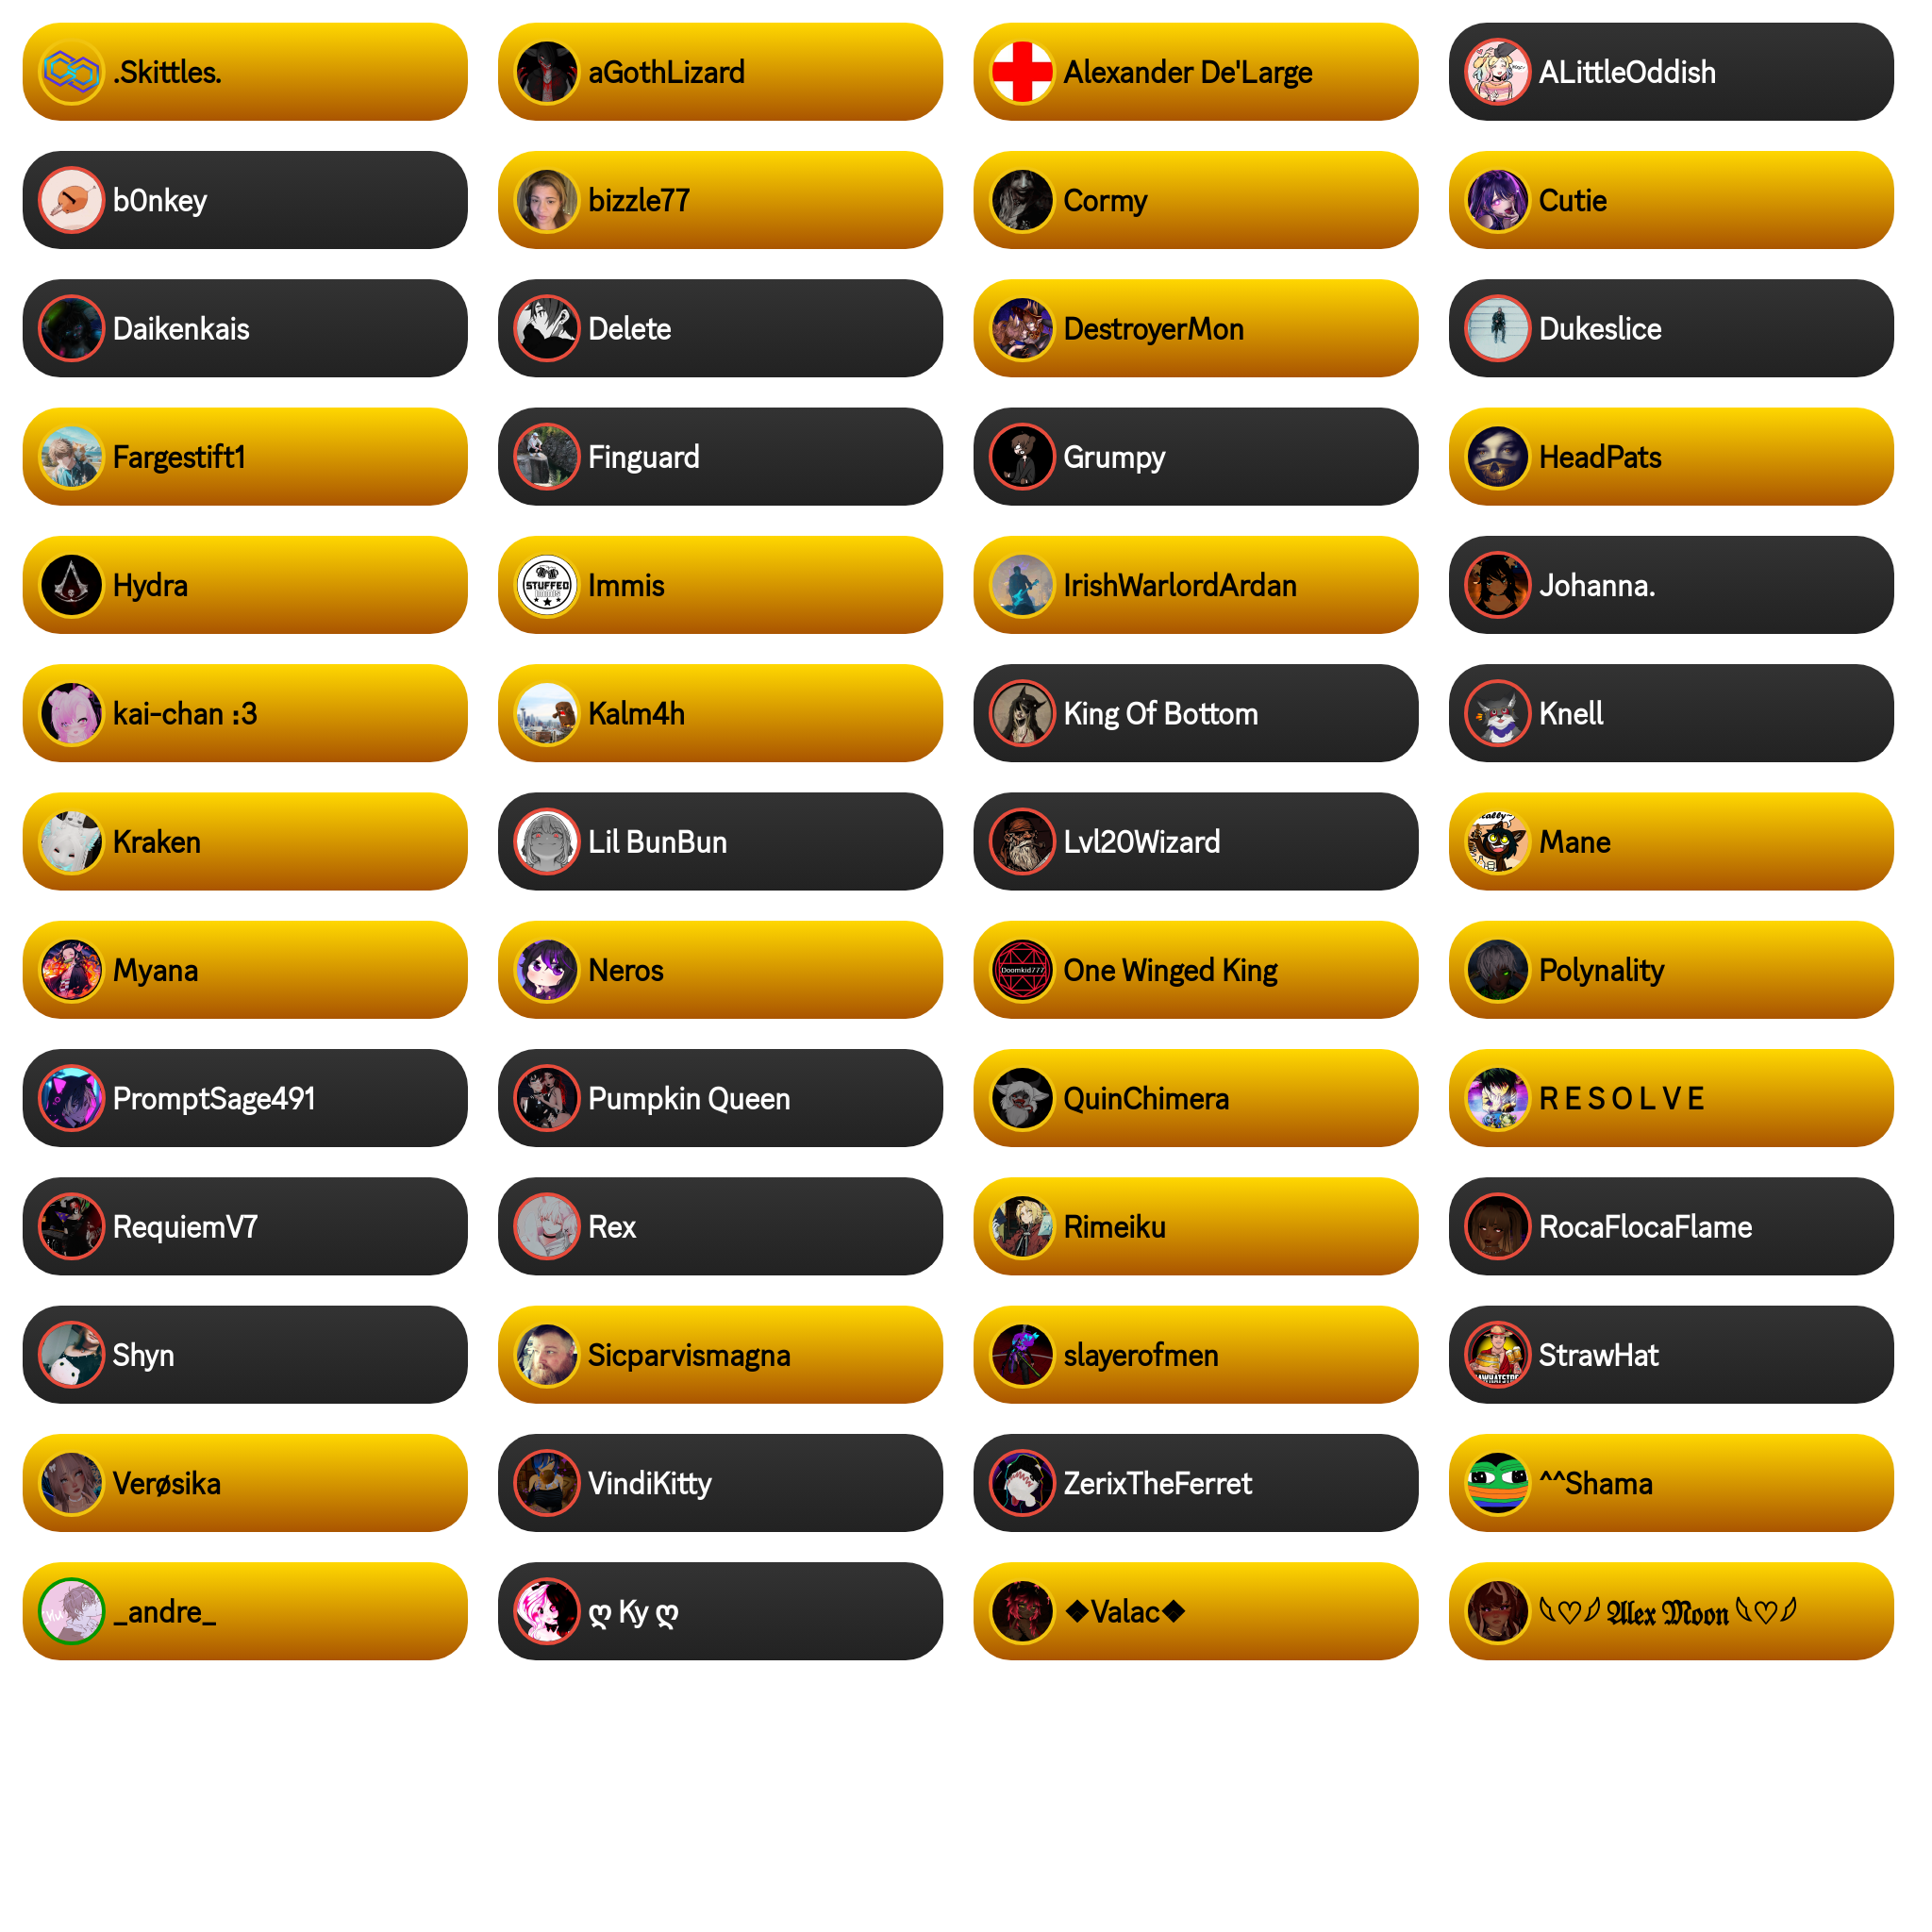 .Skittles. aGothLizard Alexander De'Large ALittleOddish
b0nkey bizzle77 Cormy Cutie
Daikenkais Delete DestroyerMon Dukeslice
Fargestift1 Finguard Grumpy HeadPats
Hydra STUFFED Immis IrishWarlordArdan Johanna.
kai-chan :3 Kalm4h King Of Bottom Knell
Kraken Lil BunBun Lvl20Wizard Mane
Myana Neros Doomkid777 One Winged King Polynality
PromptSage491 Pumpkin Queen QuinChimera R E S O L V E
RequiemV7 Rex Rimeiku RocaFlocaFlame
Shyn Sicparvismagna slayerofmen StrawHat
Verøsika VindiKitty ZerixTheFerret ^^Shama
_andre_ ღ Ky ღ ❖Valac❖ 𓆩♡𓆪 𝕬𝖑𝖊𝖝 𝕸𝖔𝖔𝖓 𓆩♡𓆪